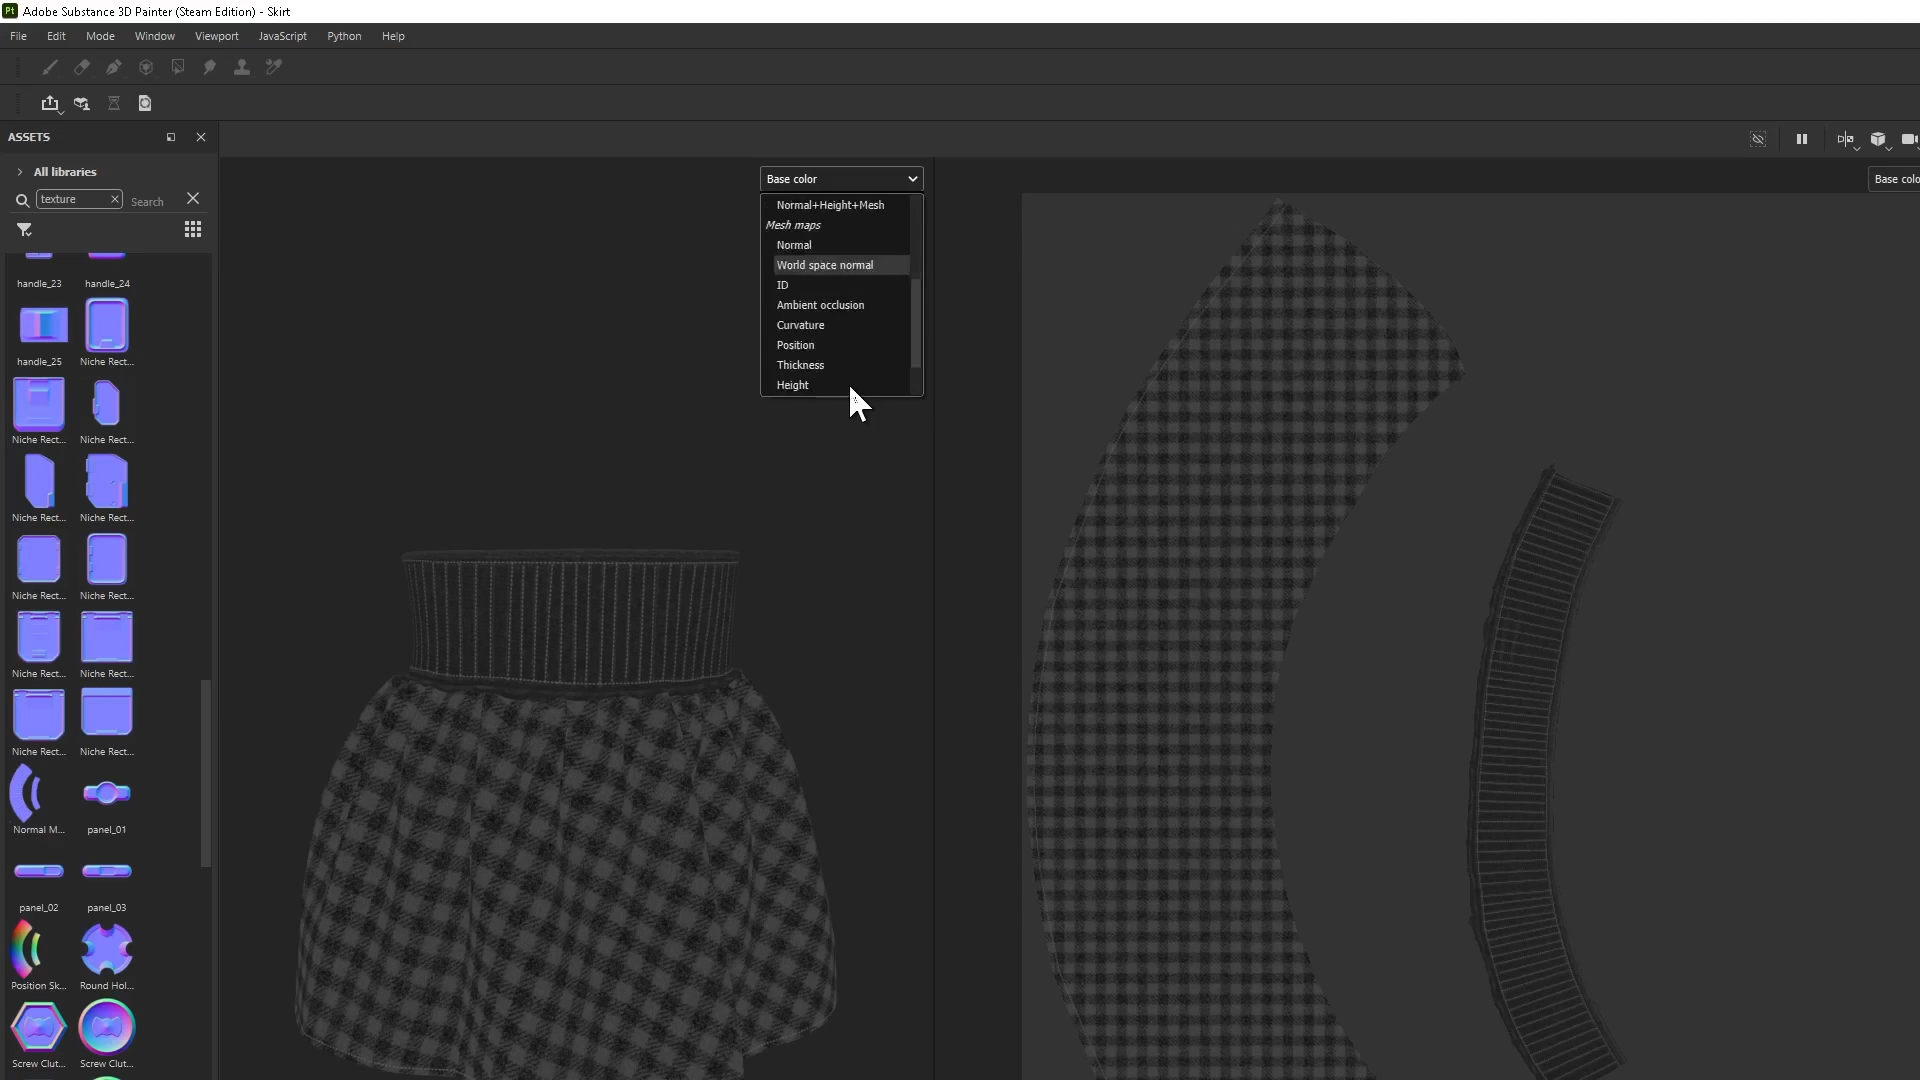 Pt Adobe Substance 3D Painter (Steam Edition) - Skirt
File Edit Mode Window Viewport JavaScript Python Help
ASSETS
All libraries
texture Search
handle_23 handle_24
handle_25 Niche Rect...
Niche Rect... Niche Rect...
Niche Rect... Niche Rect...
Niche Rect... Niche Rect...
Niche Rect... Niche Rect...
Niche Rect... Niche Rect...
Normal M... panel_01
panel_02 panel_03
Position Sk... Round Hol...
Screw Clut... Screw Clut...
Base color
Normal+Height+Mesh
Mesh maps
Normal
World space normal
ID
Ambient occlusion
Curvature
Position
Thickness
Height
Base colo